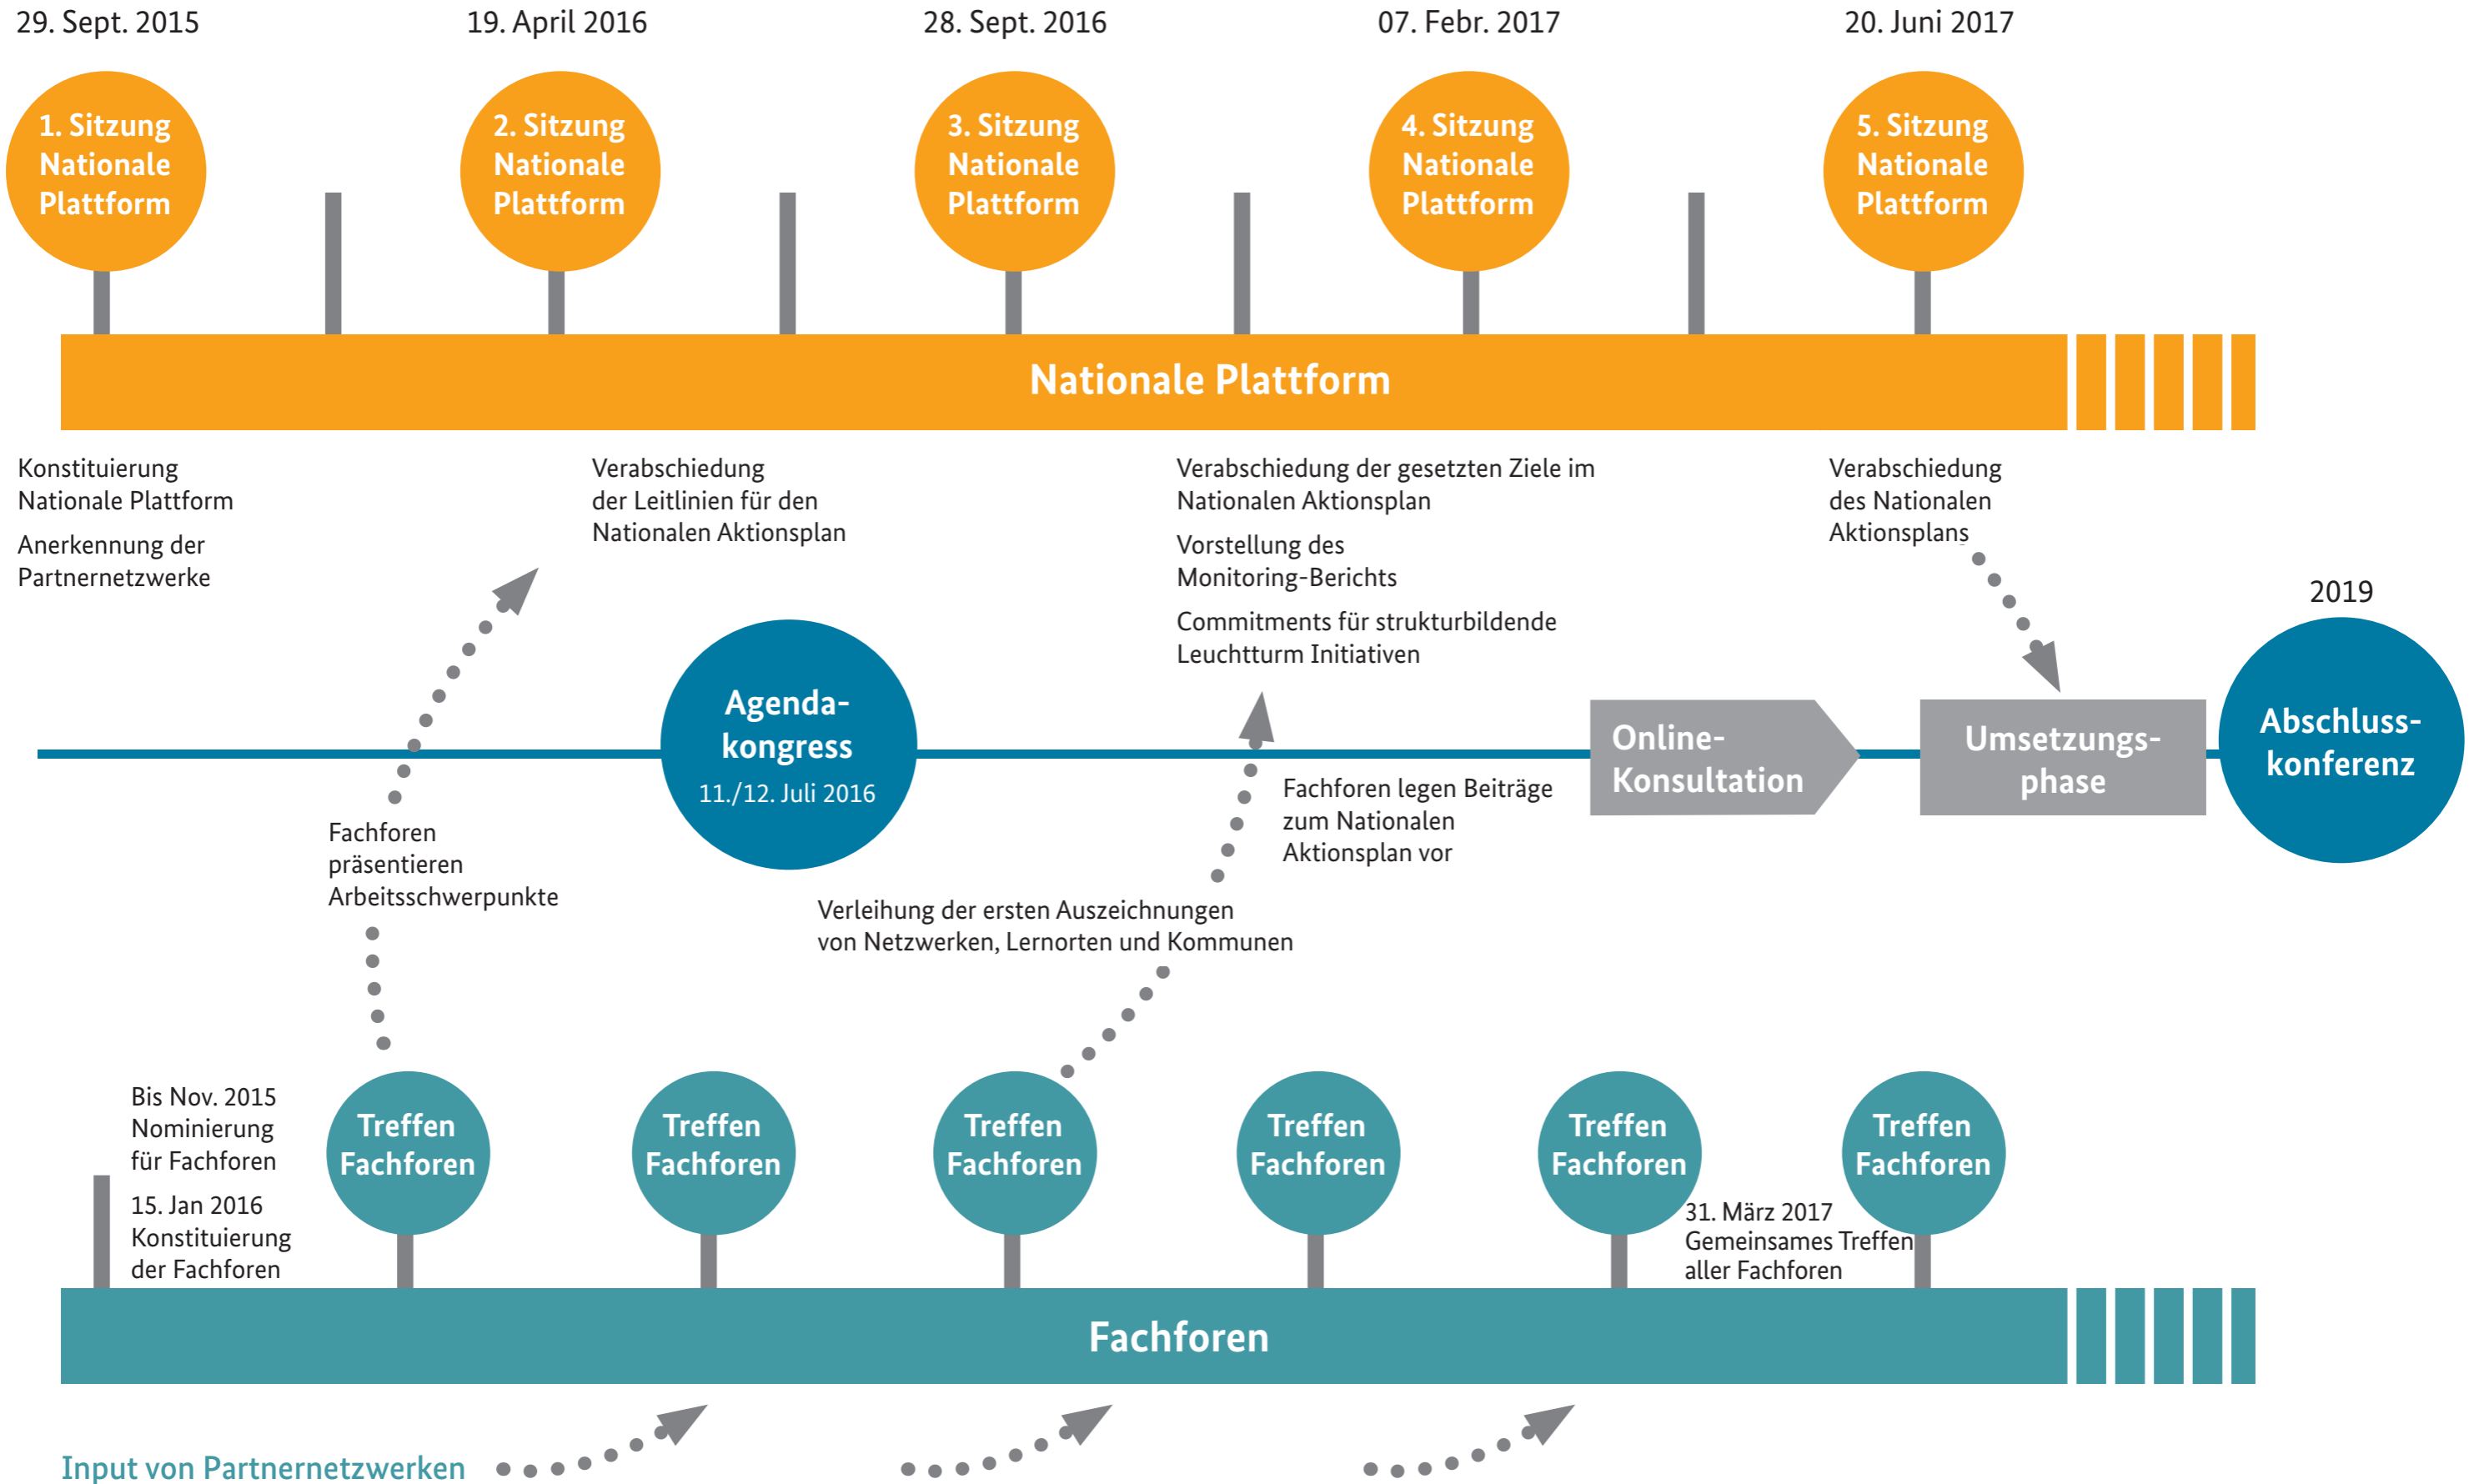 29. Sept. 2015
19. April 2016
28. Sept. 2016
07. Febr. 2017
20. Juni 2017
1. Sitzung
Nationale
Plattform
2. Sitzung
Nationale
Plattform
3. Sitzung
Nationale
Plattform
4. Sitzung
Nationale
Plattform
5. Sitzung
Nationale
Plattform
Nationale Plattform
Konstituierung
Nationale Plattform
Anerkennung der
Partnernetzwerke
Verabschiedung
der Leitlinien für den
Nationalen Aktionsplan
Verabschiedung der gesetzten Ziele im
Nationalen Aktionsplan
Vorstellung des
Monitoring-Berichts
Commitments für strukturbildende
Leuchtturm Initiativen
Verabschiedung
des Nationalen
Aktionsplans
2019
Agenda-
kongress
11./12. Juli 2016
Online-
Konsultation
Umsetzungs-
phase
Abschluss-
konferenz
Fachforen
präsentieren
Arbeitsschwerpunkte
Fachforen legen Beiträge
zum Nationalen
Aktionsplan vor
Verleihung der ersten Auszeichnungen
von Netzwerken, Lernorten und Kommunen
Bis Nov. 2015
Nominierung
für Fachforen
15. Jan 2016
Konstituierung
der Fachforen
Treffen
Fachforen
Treffen
Fachforen
Treffen
Fachforen
Treffen
Fachforen
Treffen
Fachforen
Treffen
Fachforen
31. März 2017
Gemeinsames Treffen
aller Fachforen
Fachforen
Input von Partnernetzwerken